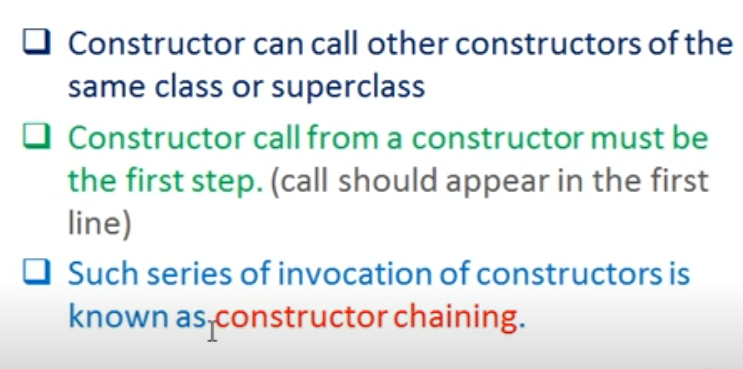 Constructor can call other constructors of the
same class or superclass
Constructor call from a constructor must be
the first step. (call should appear in the first
line)
Such series of invocation of constructors is
known as constructor chaining.